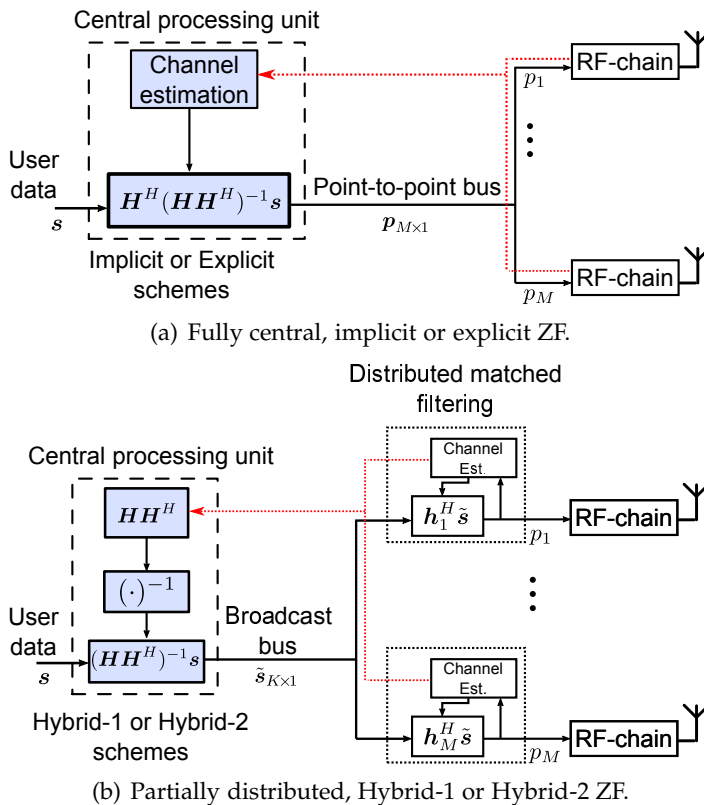 Central processing unit
Channel
estimation
RF-chain
p₁
User
data
s
H^H(HH^H)^{-1}s
Point-to-point bus
p_{M×1}
Implicit or Explicit
schemes
RF-chain
p_M
(a) Fully central, implicit or explicit ZF.
Distributed matched
filtering
Central processing unit
Channel
Est.
HH^H
h_1^H s̃
p₁
RF-chain
(·)^{-1}
User
data
s
(HH^H)^{-1}s
Broadcast
bus
s̃_{K×1}
Channel
Est.
Hybrid-1 or Hybrid-2
schemes
h_M^H s̃
p_M
RF-chain
(b) Partially distributed, Hybrid-1 or Hybrid-2 ZF.